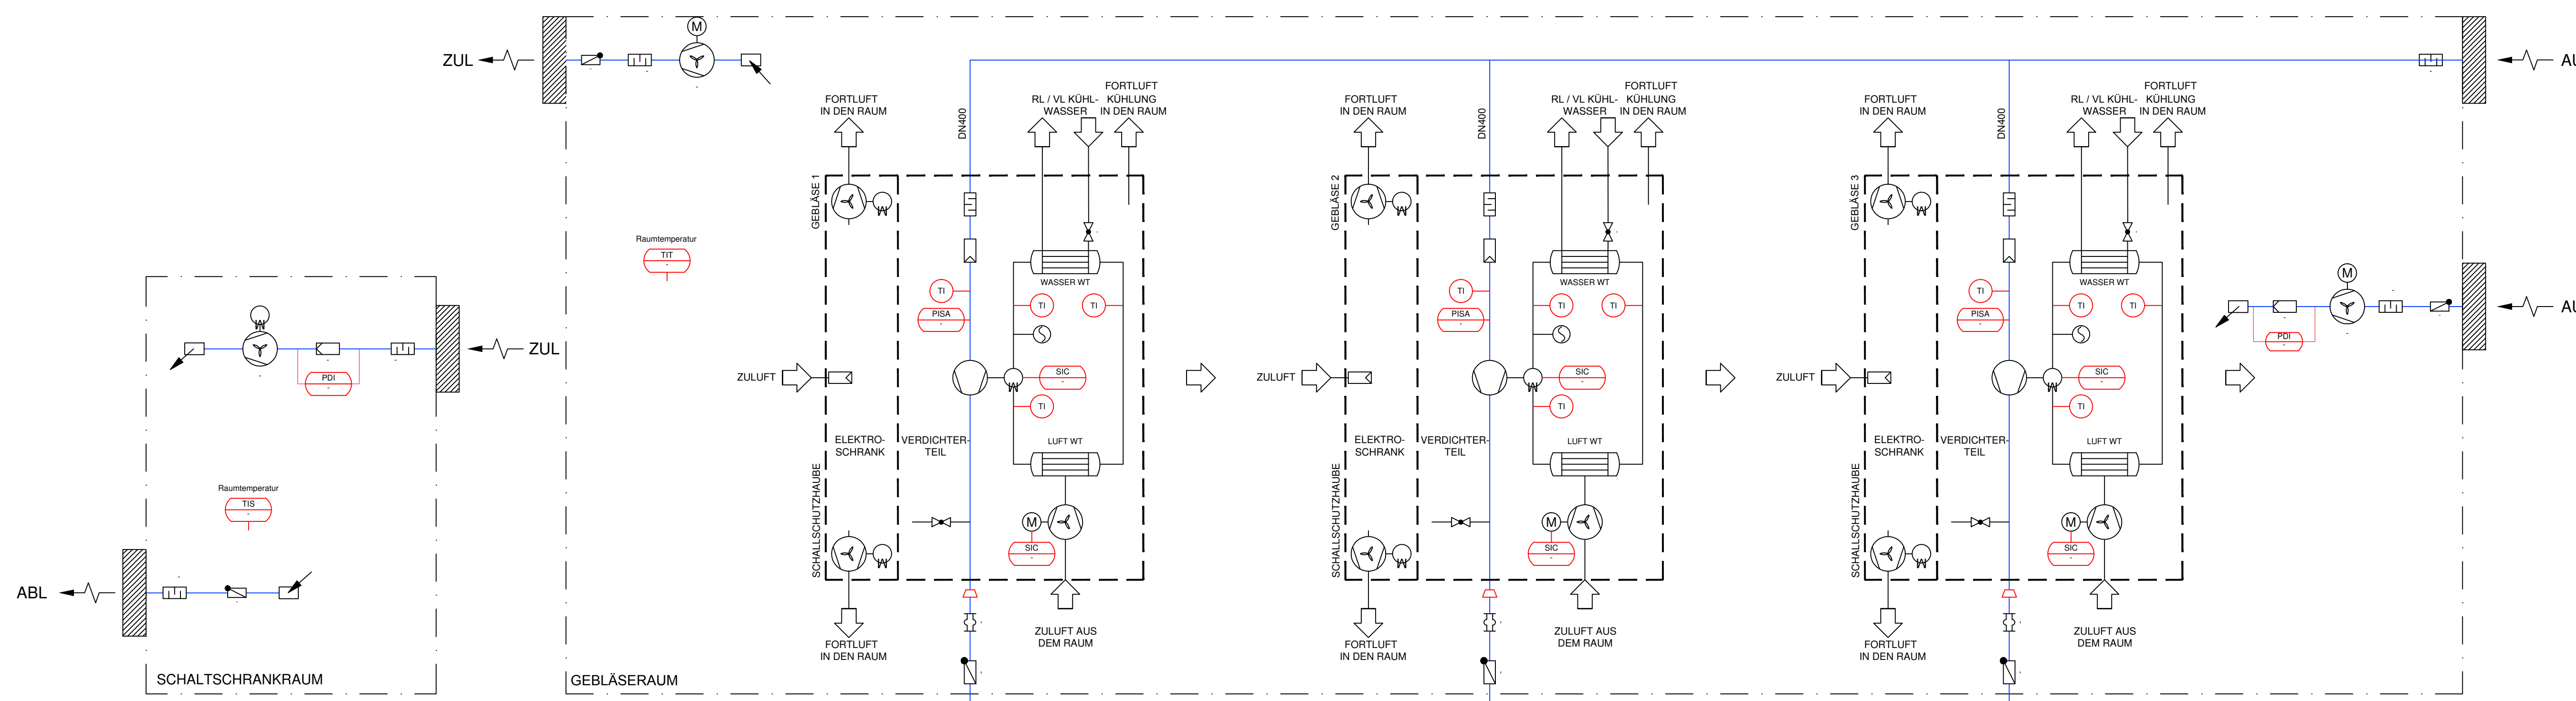 ZUL
M
AU
FORTLUFT
IN DEN RAUM
DN400
RL / VL KÜHL-
WASSER
FORTLUFT
KÜHLUNG
IN DEN RAUM
FORTLUFT
IN DEN RAUM
DN400
RL / VL KÜHL-
WASSER
FORTLUFT
KÜHLUNG
IN DEN RAUM
FORTLUFT
IN DEN RAUM
DN400
RL / VL KÜHL-
WASSER
FORTLUFT
KÜHLUNG
IN DEN RAUM
Raumtemperatur
TIT
-
GEBLÄSE 1
M
WASSER WT
TI
PISA
-
TI
TI
ZULUFT
M
SIC
-
TI
ELEKTRO-
SCHRANK
VERDICHTER-
TEIL
LUFT WT
SCHALLSCHUTZHAUBE
M
M
SIC
-
FORTLUFT
IN DEN RAUM
ZULUFT AUS
DEM RAUM
GEBLÄSE 2
M
WASSER WT
TI
PISA
-
TI
TI
ZULUFT
M
SIC
-
TI
ELEKTRO-
SCHRANK
VERDICHTER-
TEIL
LUFT WT
SCHALLSCHUTZHAUBE
M
M
SIC
-
FORTLUFT
IN DEN RAUM
ZULUFT AUS
DEM RAUM
GEBLÄSE 3
M
WASSER WT
TI
PISA
-
TI
TI
ZULUFT
M
SIC
-
TI
ELEKTRO-
SCHRANK
VERDICHTER-
TEIL
LUFT WT
SCHALLSCHUTZHAUBE
M
M
SIC
-
FORTLUFT
IN DEN RAUM
ZULUFT AUS
DEM RAUM
M
PDI
-
AU
M
PDI
-
ZUL
Raumtemperatur
TIS
-
ABL
SCHALTSCHRANKRAUM
GEBLÄSERAUM